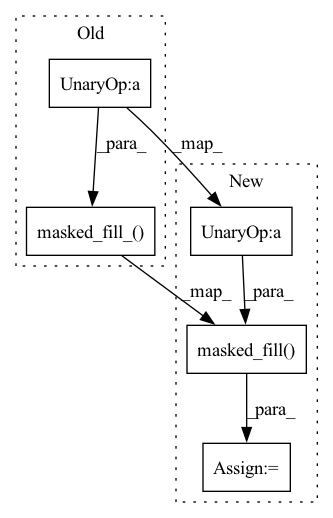 Old
UnaryOp:a
_para_
_map_
New
masked_fill_()
UnaryOp:a
_map_
_para_
masked_fill()
_para_
Assign:=